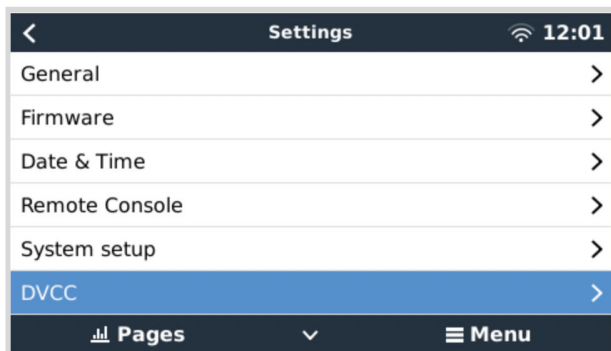 Settings 12:01
General
Firmware
Date & Time
Remote Console
System setup
DVCC
Pages Menu